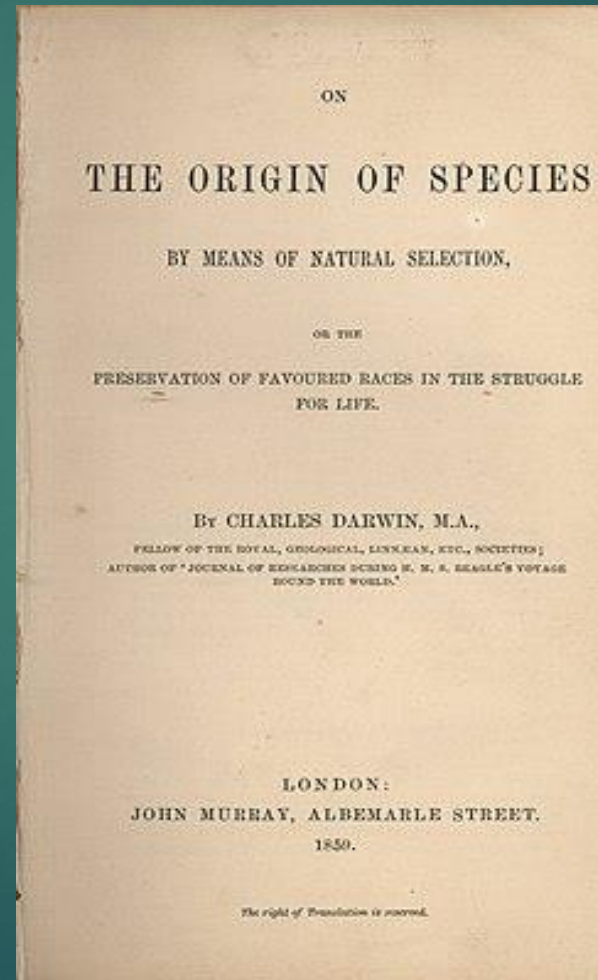 ON
THE ORIGIN OF SPECIES
BY MEANS OF NATURAL SELECTION,
OR THE
PRESERVATION OF FAVOURED RACES IN THE STRUGGLE
FOR LIFE.
BY CHARLES DARWIN, M.A.,
FELLOW OF THE ROYAL, GEOLOGICAL, LINNÆAN, ETC., SOCIETIES;
AUTHOR OF "JOURNAL OF RESEARCHES DURING H. M. S. BEAGLE'S VOYAGE
ROUND THE WORLD."
LONDON:
JOHN MURRAY, ALBEMARLE STREET.
1859.
The right of Translation is reserved.